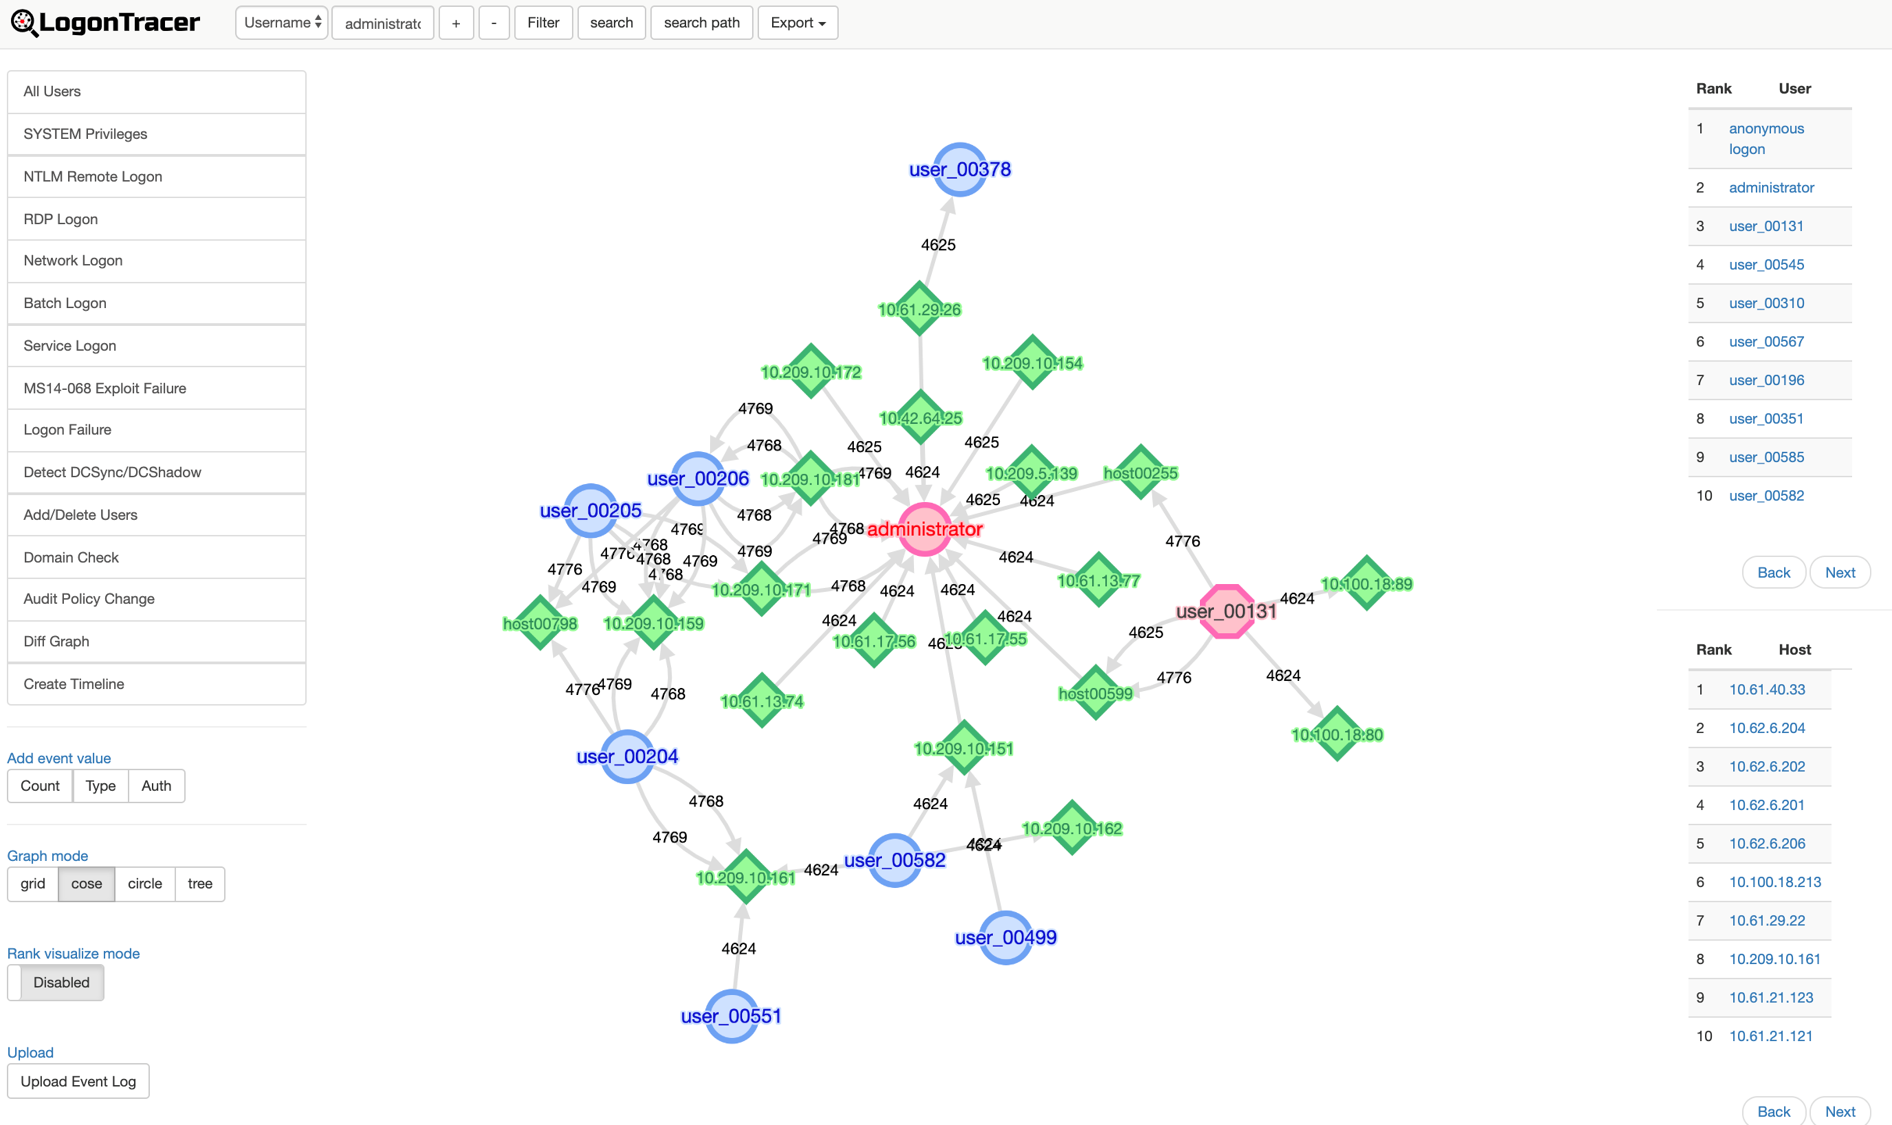 LogonTracer
Username
administratc
+
-
Filter
search
search path
Export
All Users
SYSTEM Privileges
NTLM Remote Logon
RDP Logon
Network Logon
Batch Logon
Service Logon
MS14-068 Exploit Failure
Logon Failure
Detect DCSync/DCShadow
Add/Delete Users
Domain Check
Audit Policy Change
Diff Graph
Create Timeline
Add event value
Count Type Auth
Graph mode
grid cose circle tree
Rank visualize mode
Disabled
Upload
Upload Event Log
user_00378
4625
10.61.29.26
10.209.10.172
10.209.10.154
4769
10.42.64.25
4768
4625
4625
user_00206
10.209.10.181
4769
4624
10.209.5.139
host00255
user_00205
4625
4624
4768
4769
4768
4769
administrator
4776
4768
4776
4768
4769
4769
4624
4776
4769
4768
10.209.10.171
4768
4624
4624
10.61.13.77
10.100.18.89
4624
user_00131
host00798
10.209.10.159
4624
10.61.17.56
10.61.17.55
4624
4625
4776
4769
4768
10.61.13.74
host00599
4776
4624
10.100.18.80
user_00204
10.209.10.151
4768
4624
10.209.10.162
4769
4624
user_00582
10.209.10.161
4624
user_00499
4624
user_00551
Rank User
1 anonymous
logon
2 administrator
3 user_00131
4 user_00545
5 user_00310
6 user_00567
7 user_00196
8 user_00351
9 user_00585
10 user_00582
Back Next
Rank Host
1 10.61.40.33
2 10.62.6.204
3 10.62.6.202
4 10.62.6.201
5 10.62.6.206
6 10.100.18.213
7 10.61.29.22
8 10.209.10.161
9 10.61.21.123
10 10.61.21.121
Back Next